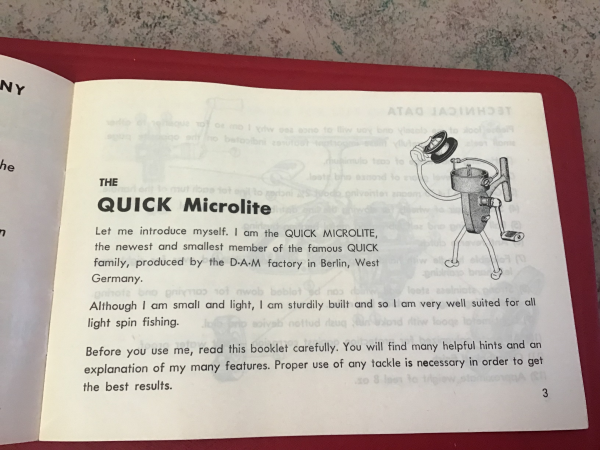 NY
he
n
THE
QUICK Microlite
Let me introduce myself. I am the QUICK MICROLITE,
the newest and smallest member of the famous QUICK
family, produced by the D·A·M factory in Berlin, West
Germany.
Although I am small and light, I am sturdily built and so I am very well suited for all
light spin fishing.
Before you use me, read this booklet carefully. You will find many helpful hints and an
explanation of my many features. Proper use of any tackle is necessary in order to get
the best results.
3
TECHNICAL DATA